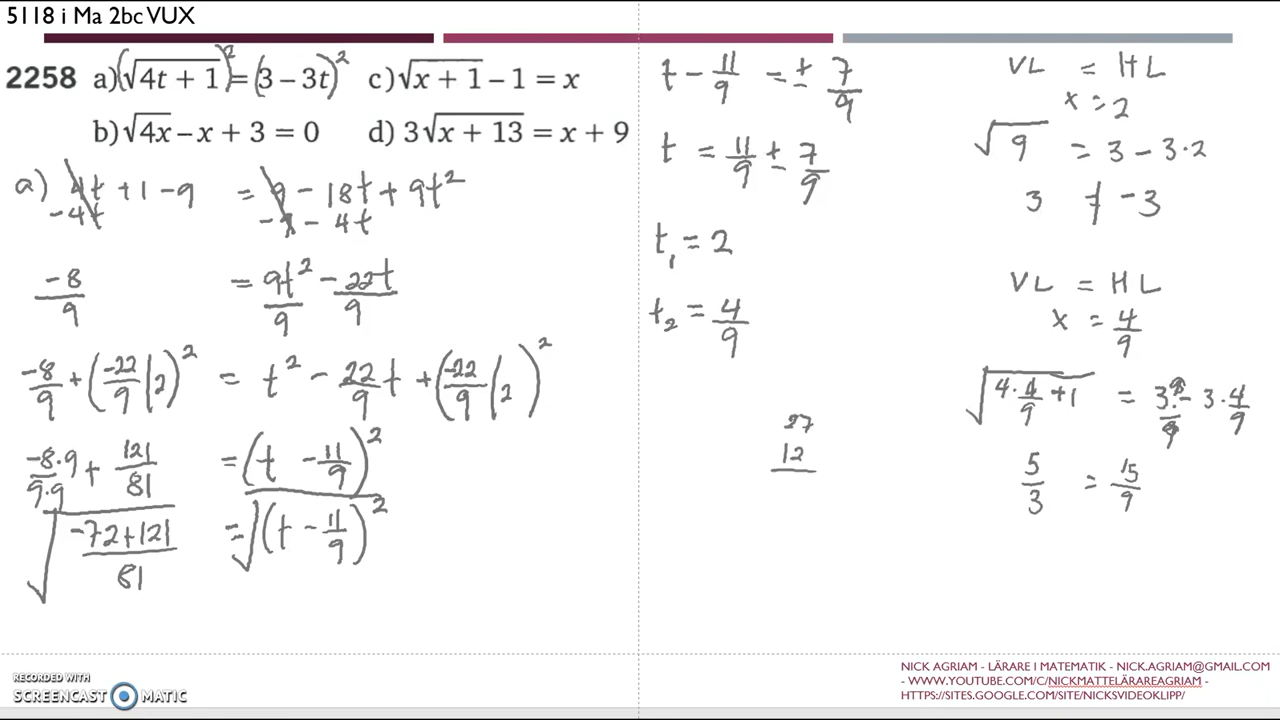 5118 i Ma 2bc VUX
2258 a) (√(4t + 1))² = (3 – 3t)² c) √(x + 1) – 1 = x
b) √(4x) – x + 3 = 0 d) 3√(x + 13) = x + 9
a) 4t + 1 - 9 = 9 - 18t + 9t²
-4t -9 - 4t
-8/9 = 9t²/9 - 22t/9
-8/9 + (-22/9 / 2)² = t² - 22/9 t + (-22/9 / 2)²
-8·9/9·9 + 121/81 = (t - 11/9)²
√((-72+121)/81) = √((t - 11/9)²)
t - 11/9 = ± 7/9
t = 11/9 ± 7/9
t₁ = 2
t₂ = 4/9
27
12
VL = HL
x = 2
√9 = 3 - 3·2
3 ≠ -3
VL = HL
x = 4/9
√(4·4/9 + 1) = 3·9/9 - 3·4/9
5/3 = 15/9
NICK AGRIAM - LÄRARE I MATEMATIK - NICK.AGRIAM@GMAIL.COM
- WWW.YOUTUBE.COM/C/NICKMATTELÄRAREAGRIAM -
HTTPS://SITES.GOOGLE.COM/SITE/NICKSVIDEOKLIPP/
RECORDED WITH
SCREENCAST MATIC